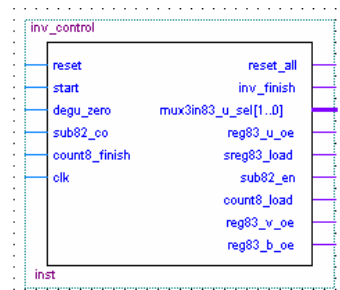 inv_control
reset reset_all
start inv_finish
degu_zero mux3in83_u_sel[1..0]
sub82_co reg83_u_oe
count8_finish sreg83_load
clk sub82_en
count8_load
reg83_v_oe
reg83_b_oe
inst